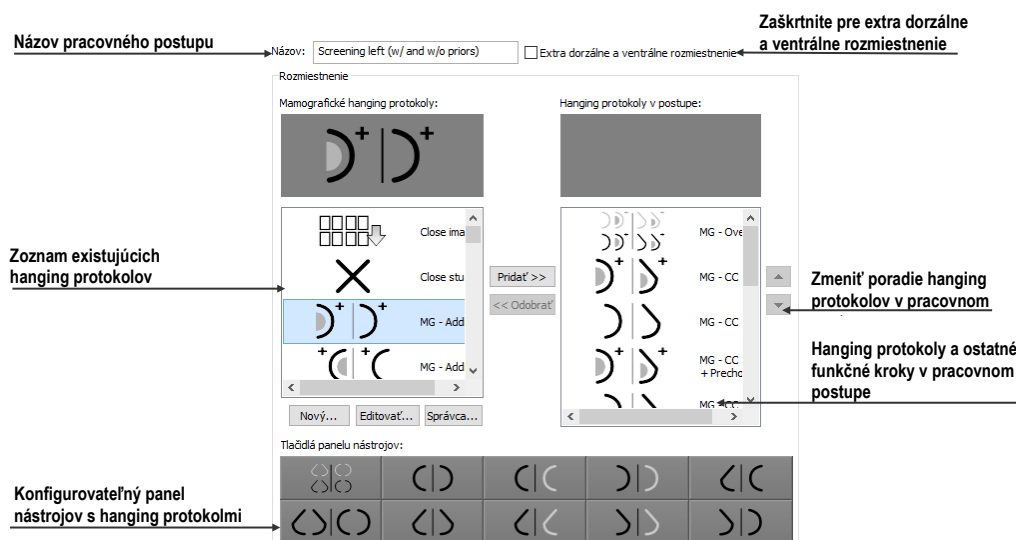 Zaškrtnite pre extra dorzálne
a ventrálne rozmiestnenie
Názov pracovného postupu
Názov: Screening left (w/ and w/o priors) Extra dorzálne a ventrálne rozmiestnenie
Rozmiestnenie
Mamografické hanging protokoly: Hanging protokoly v postupe:
Zoznam existujúcich
hanging protokolov
Close ima
Close stu
MG - Add
MG - Add
Pridať >>
<< Odobrať
MG - Ove
MG - CC
MG - CC
MG - CC
+ Precho
MG - CC
Zmeniť poradie hanging
protokolov v pracovnom
Hanging protokoly a ostatné
funkčné kroky v pracovnom
postupe
Nový... Editovať... Správca...
Tlačidlá panelu nástrojov:
Konfigurovateľný panel
nástrojov s hanging protokolmi